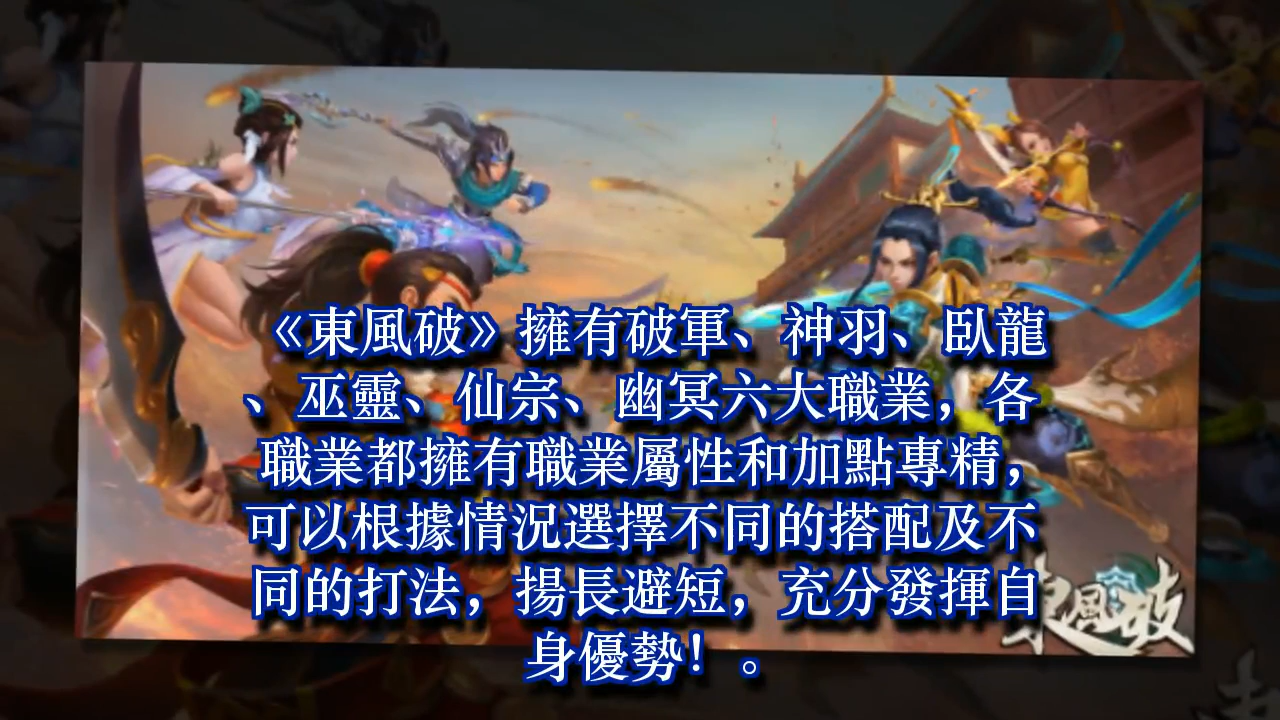 《東風破》擁有破軍、神羽、臥龍
、巫靈、仙宗、幽冥六大職業，各
職業都擁有職業屬性和加點專精，
可以根據情況選擇不同的搭配及不
同的打法，揚長避短，充分發揮自
身優勢！。
東風破